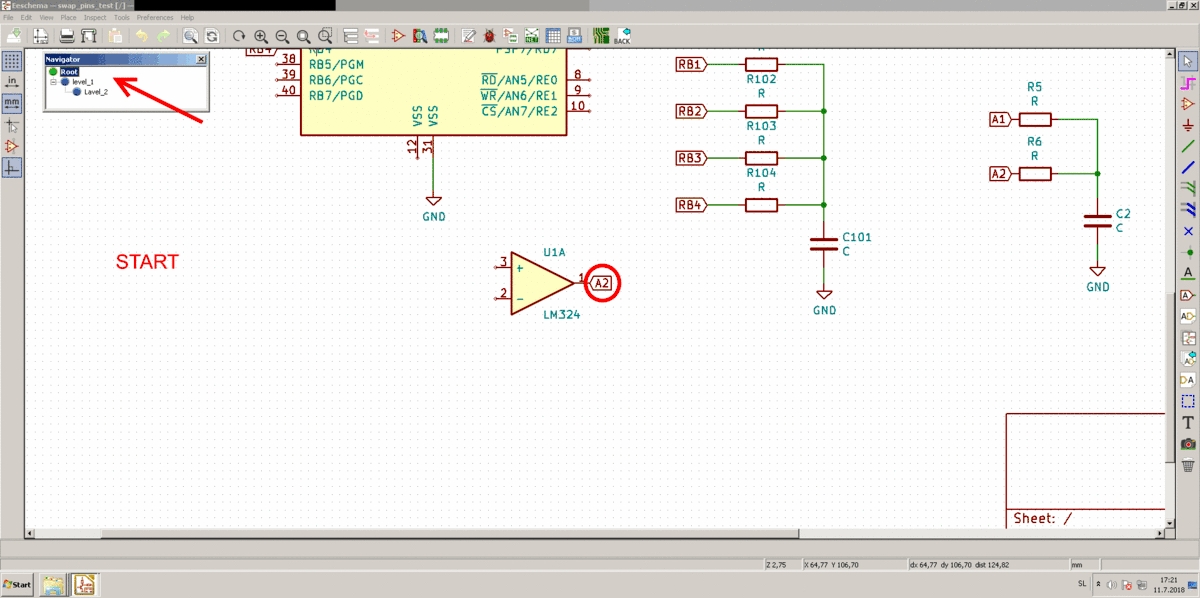 Eeschema — swap_pins_test [/] —
File Edit View Place Inspect Tools Preferences Help
BACK
Navigator
Root
level_1
Lavel_2
in
mm
RB4
38 RB5/PGM
39 RB6/PGC
40 RB7/PGD
PSP7/RD7
RD/AN5/RE0 8
WR/AN6/RE1 9
CS/AN7/RE2 10
VSS VSS
12 31
GND
START
U1A
3 +
1 A2
2 −
LM324
R
RB1
R102
R
RB2
R103
R
RB3
R104
R
RB4
C101
C
GND
R5
R
A1
R6
R
A2
C2
C
GND
Sheet: /
Z 2,75 X 64,77 Y 106,70 dx 64,77 dy 106,70 dist 124,82 mm
Start
SL
17:21
11.7.2018